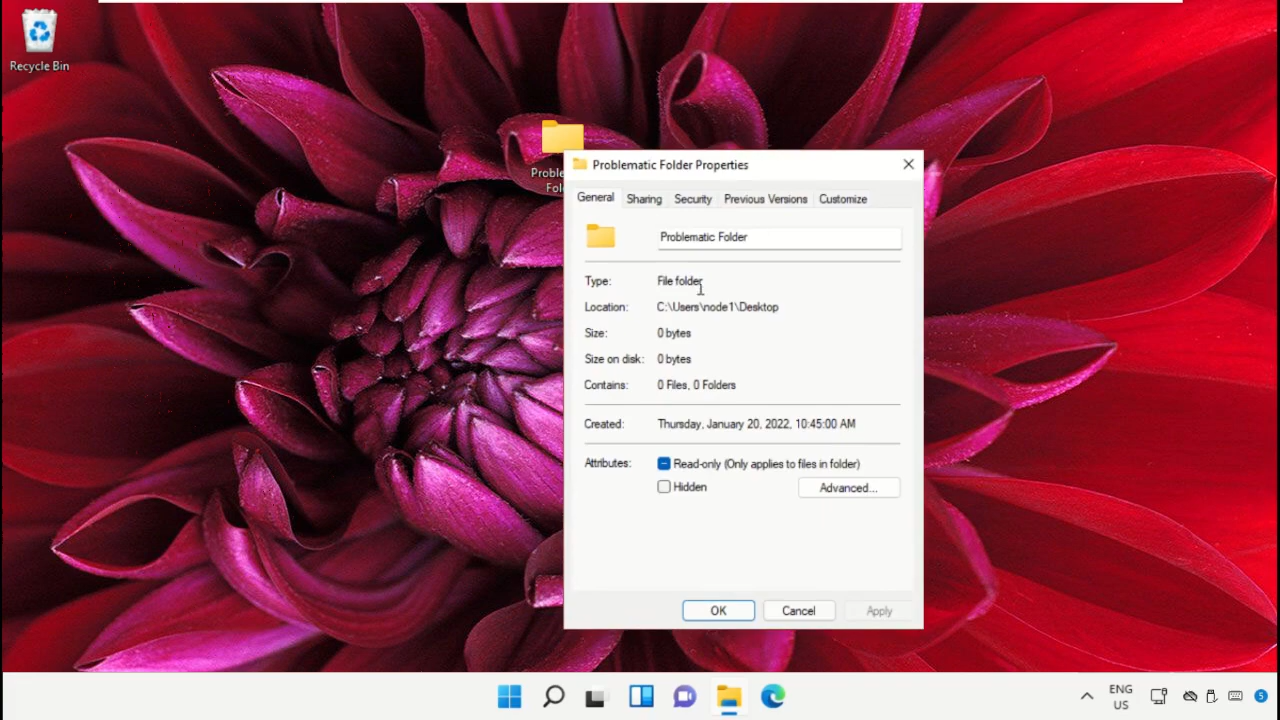 Recycle Bin
Problematic Folder Properties
General Sharing Security Previous Versions Customize
Problematic Folder
Type: File folder
Location: C:\Users\node1\Desktop
Size: 0 bytes
Size on disk: 0 bytes
Contains: 0 Files, 0 Folders
Created: Thursday, January 20, 2022, 10:45:00 AM
Attributes: Read-only (Only applies to files in folder)
Hidden Advanced...
OK Cancel Apply
ENG
US
5